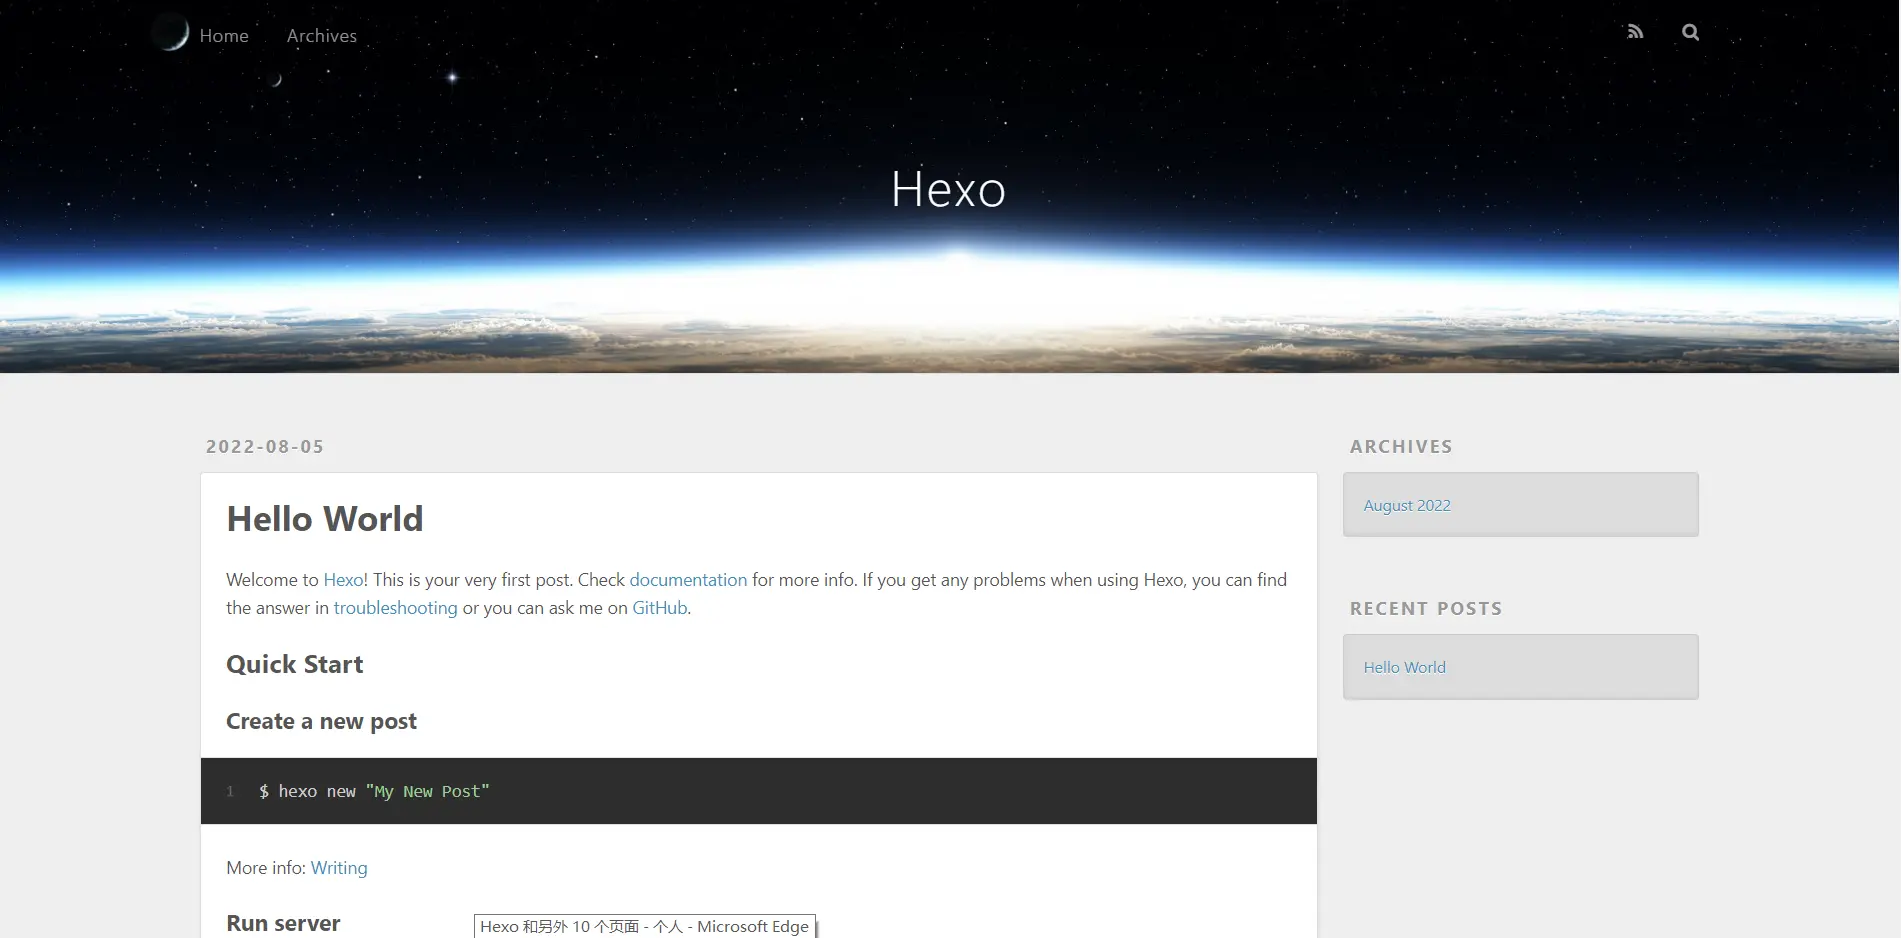 Home Archives
Hexo
2022-08-05
Hello World
Welcome to Hexo! This is your very first post. Check documentation for more info. If you get any problems when using Hexo, you can find
the answer in troubleshooting or you can ask me on GitHub.
Quick Start
Create a new post
1 $ hexo new "My New Post"
More info: Writing
Run server
Hexo 和另外 10 个页面 - 个人 - Microsoft Edge
ARCHIVES
August 2022
RECENT POSTS
Hello World